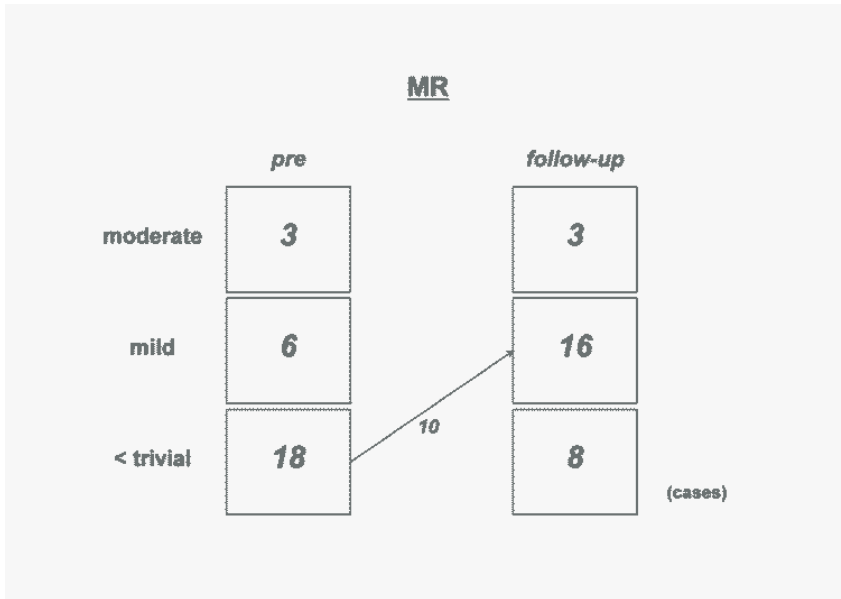 MR
pre follow-up
moderate 3 3
mild 6 16
10
< trivial 18 8
(cases)